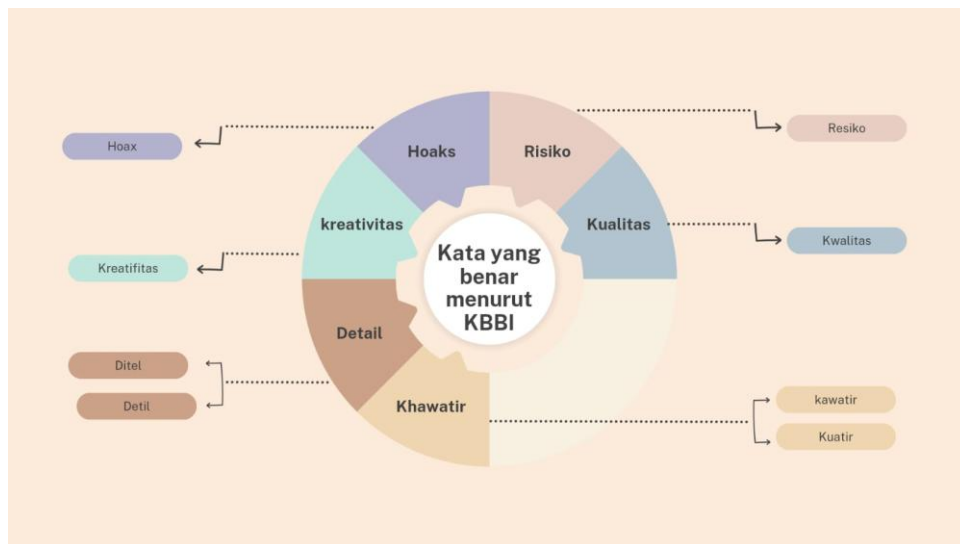 Hoaks
Risiko
Hoax
Resiko
kreativitas
Kualitas
Kata yang
benar
menurut
KBBI
Kreatifitas
Kwalitas
Detail
Ditel
Detil
Khawatir
kawatir
Kuatir